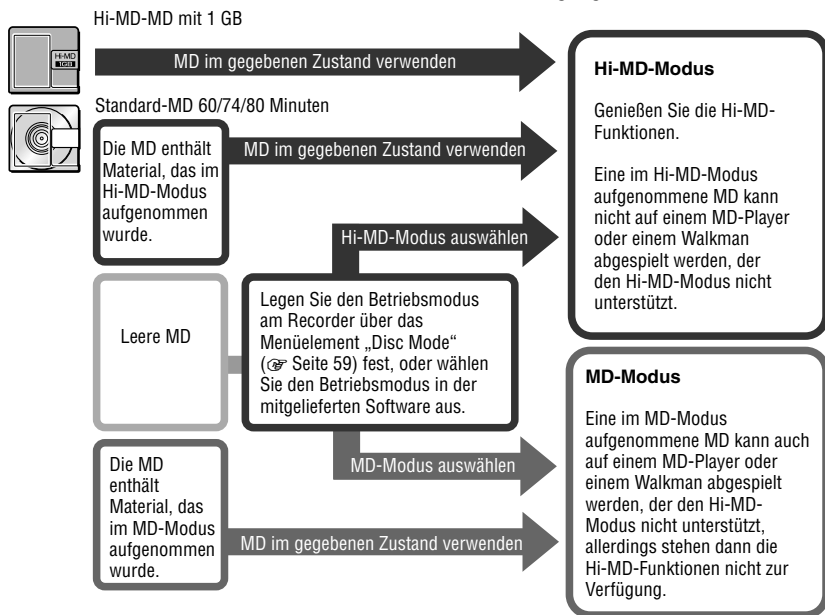 Hi-MD-MD mit 1 GB
Hi-MD
1GB
MD im gegebenen Zustand verwenden
Standard-MD 60/74/80 Minuten
Die MD enthält
Material, das im
Hi-MD-Modus
aufgenommen
wurde.
MD im gegebenen Zustand verwenden
Hi-MD-Modus auswählen
Hi-MD-Modus
Genießen Sie die Hi-MD-
Funktionen.
Eine im Hi-MD-Modus
aufgenommene MD kann
nicht auf einem MD-Player
oder einem Walkman
abgespielt werden, der
den Hi-MD-Modus nicht
unterstützt.
Leere MD
Legen Sie den Betriebsmodus
am Recorder über das
Menüelement „Disc Mode“
(☞ Seite 59) fest, oder wählen
Sie den Betriebsmodus in der
mitgelieferten Software aus.
MD-Modus auswählen
Die MD
enthält
Material, das
im MD-Modus
aufgenommen
wurde.
MD im gegebenen Zustand verwenden
MD-Modus
Eine im MD-Modus
aufgenommene MD kann auch
auf einem MD-Player oder
einem Walkman abgespielt
werden, der den Hi-MD-
Modus nicht unterstützt,
allerdings stehen dann die
Hi-MD-Funktionen nicht zur
Verfügung.